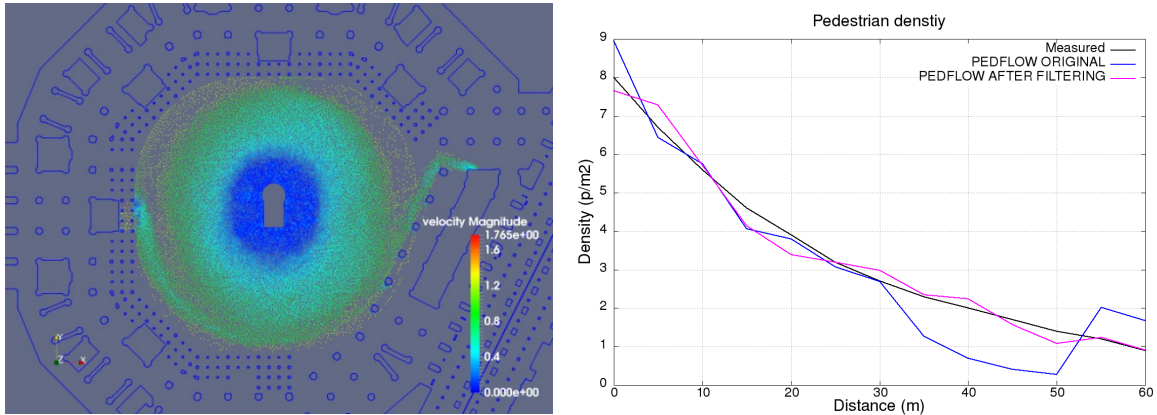 velocity Magnitude
1.765e+00
1.6
1.2
0.8
0.4
0.000e+00
Y
Z
X
Pedestrian denstiy
Measured
PEDFLOW ORIGINAL
PEDFLOW AFTER FILTERING
Density (p/m2)
9
8
7
6
5
4
3
2
1
0
0 10 20 30 40 50 60
Distance (m)